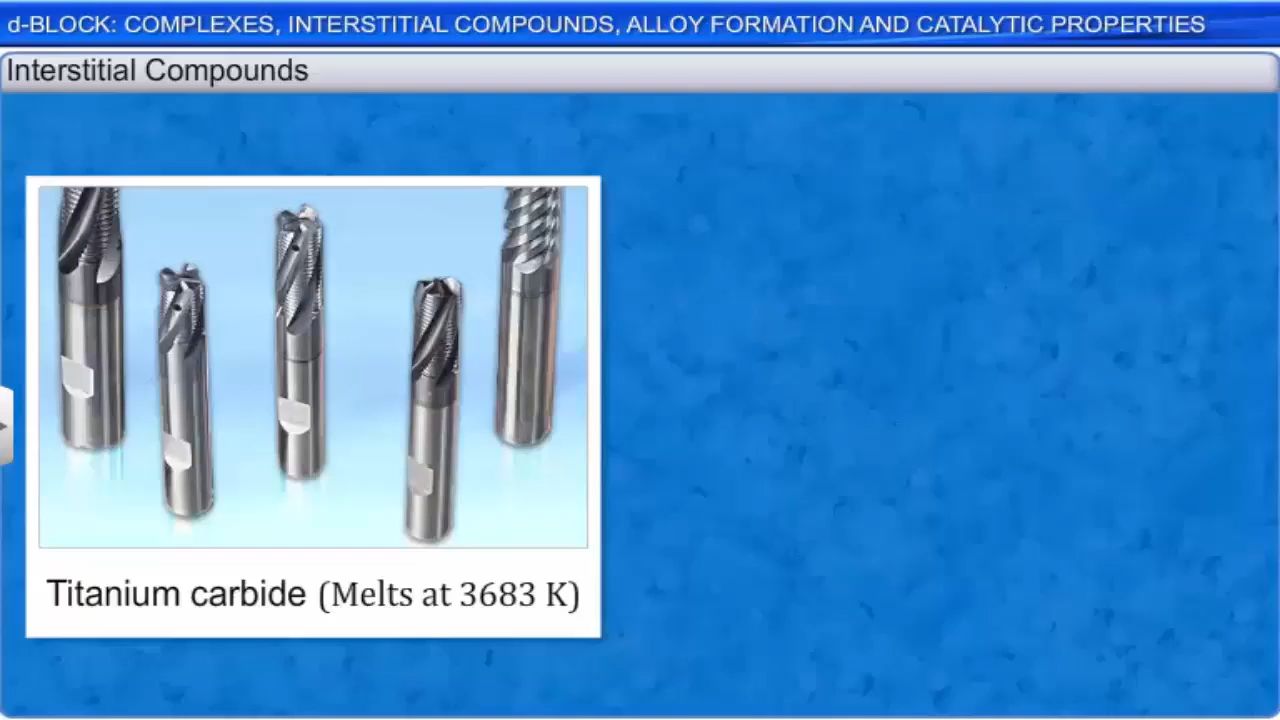 d-BLOCK: COMPLEXES, INTERSTITIAL COMPOUNDS, ALLOY FORMATION AND CATALYTIC PROPERTIES
Interstitial Compounds
Titanium carbide (Melts at 3683 K)